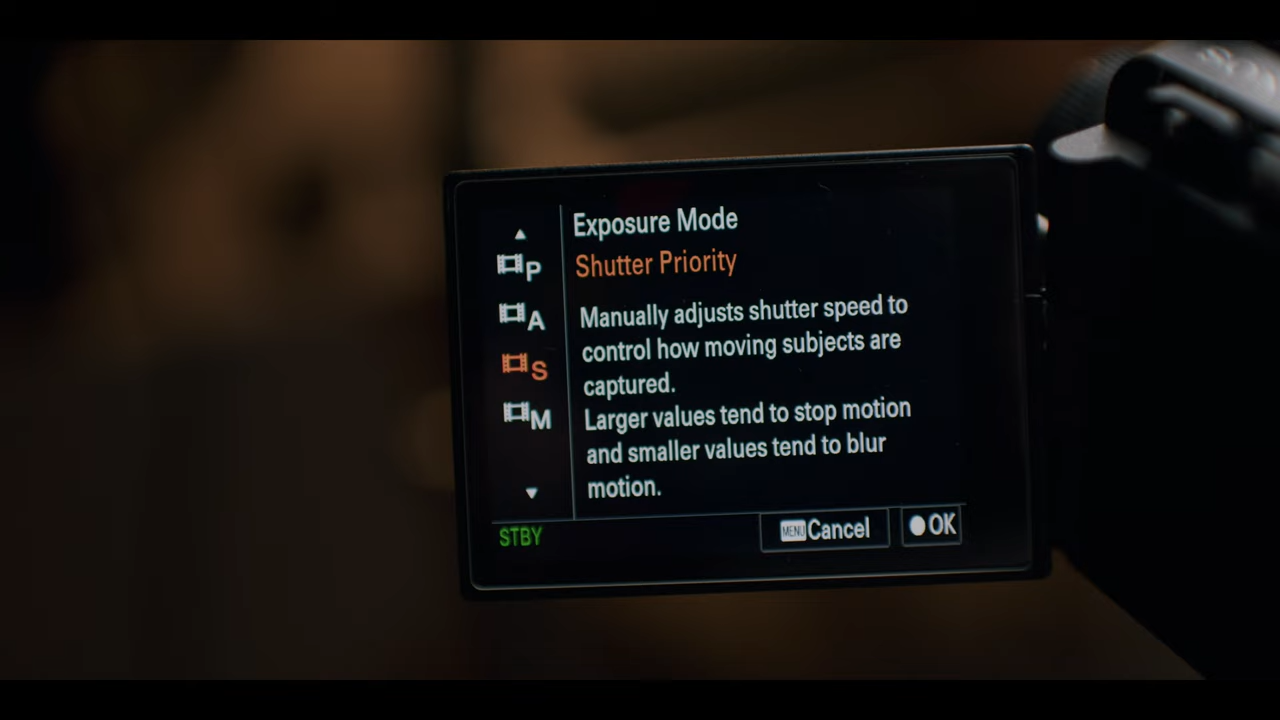 Exposure Mode
Shutter Priority
P
A
S
M
Manually adjusts shutter speed to
control how moving subjects are
captured.
Larger values tend to stop motion
and smaller values tend to blur
motion.
STBY
MENU Cancel
OK